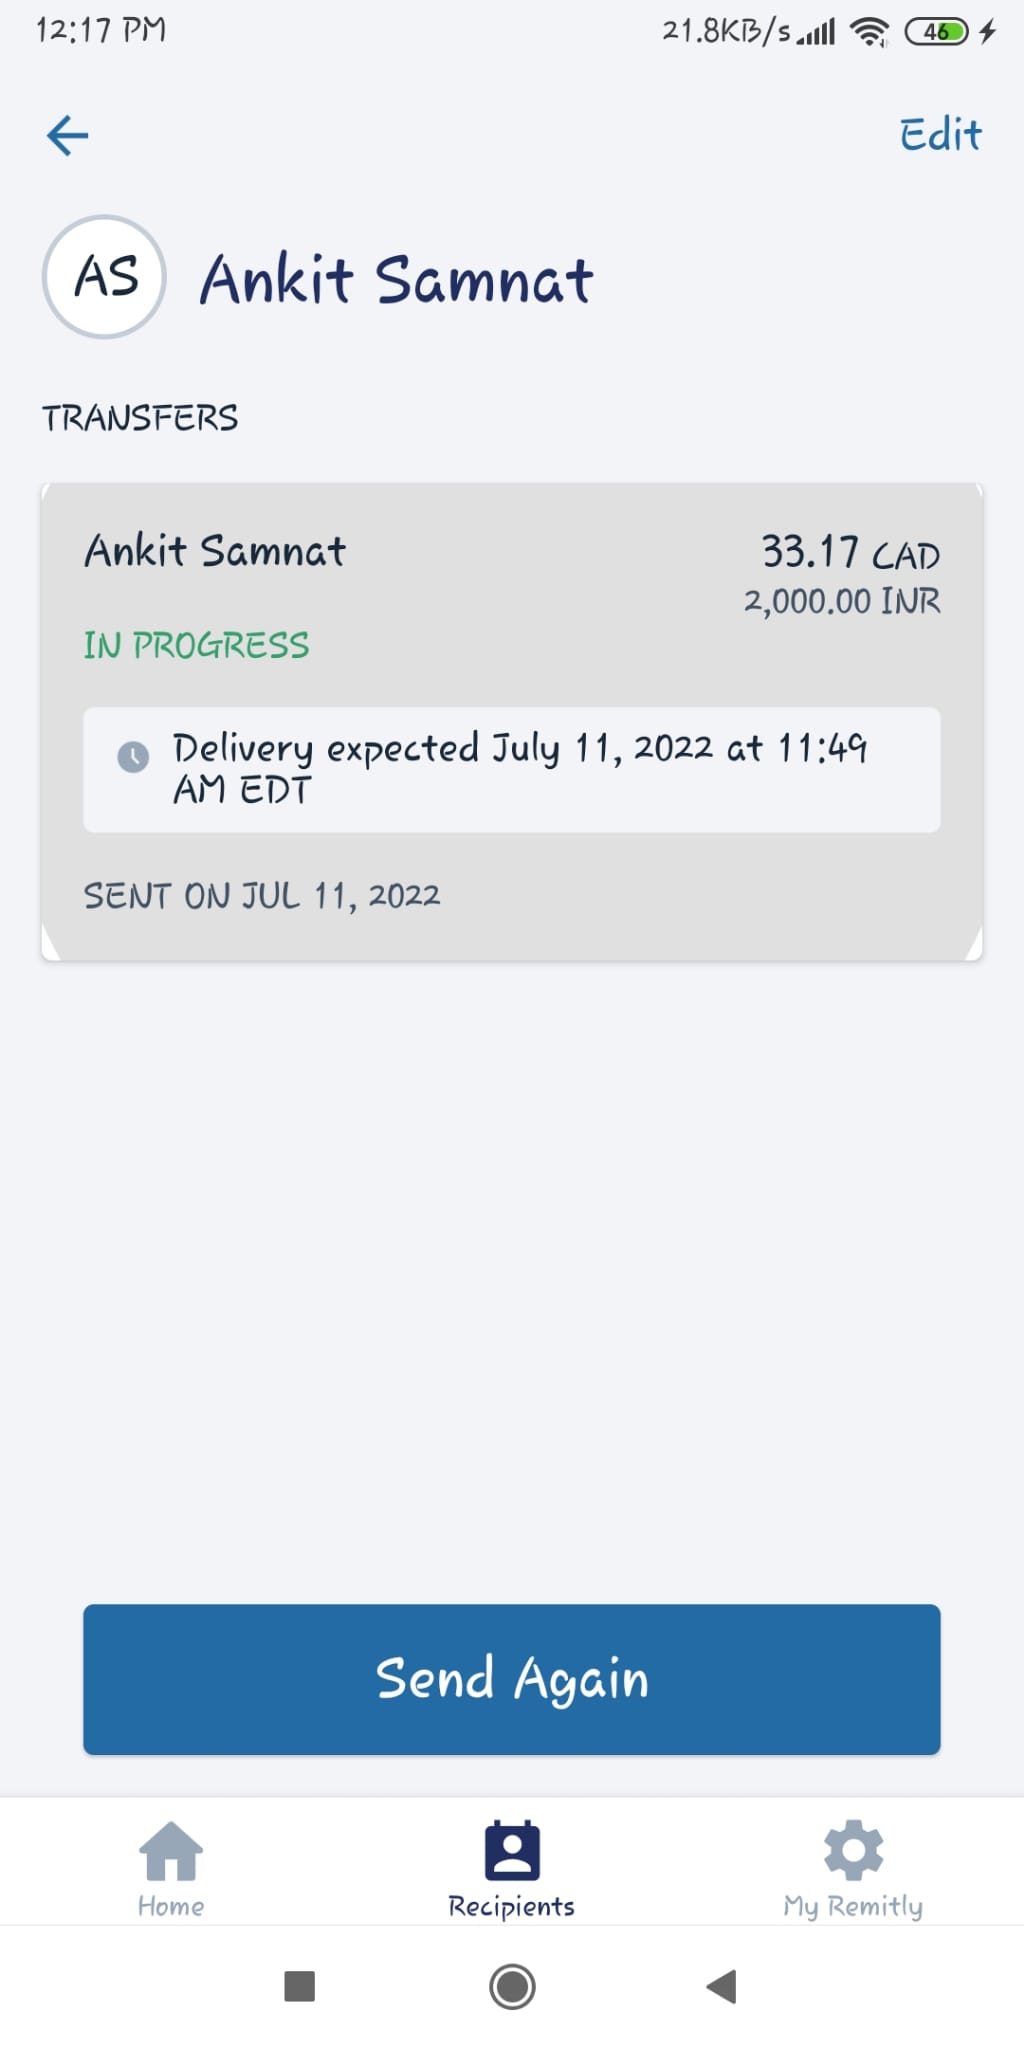 12:17 PM
21.8KB/s
46
Edit
AS
Ankit Samnat
TRANSFERS
Ankit Samnat
33.17 CAD
2,000.00 INR
IN PROGRESS
Delivery expected July 11, 2022 at 11:49
AM EDT
SENT ON JUL 11, 2022
Send Again
Home
Recipients
My Remitly